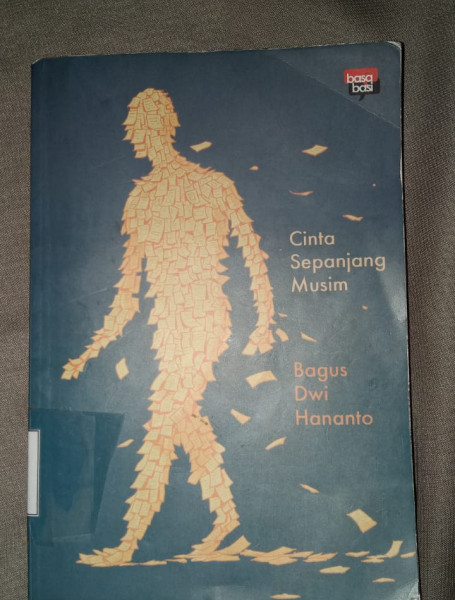 basa
basi
Cinta
Sepanjang
Musim
Bagus
Dwi
Hananto